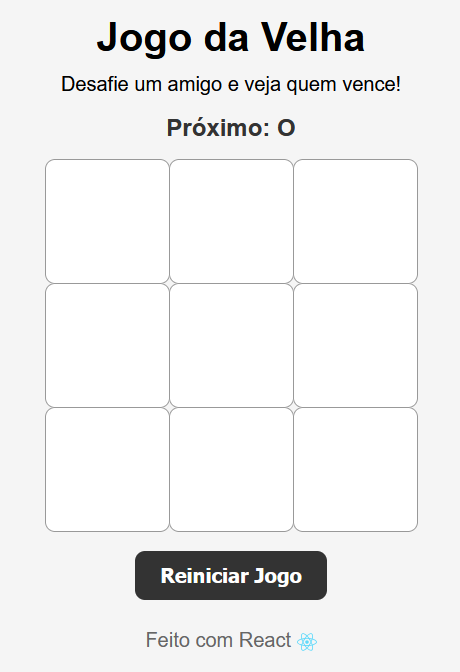 Jogo da Velha
Desafie um amigo e veja quem vence!
Próximo: O
Reiniciar Jogo
Feito com React